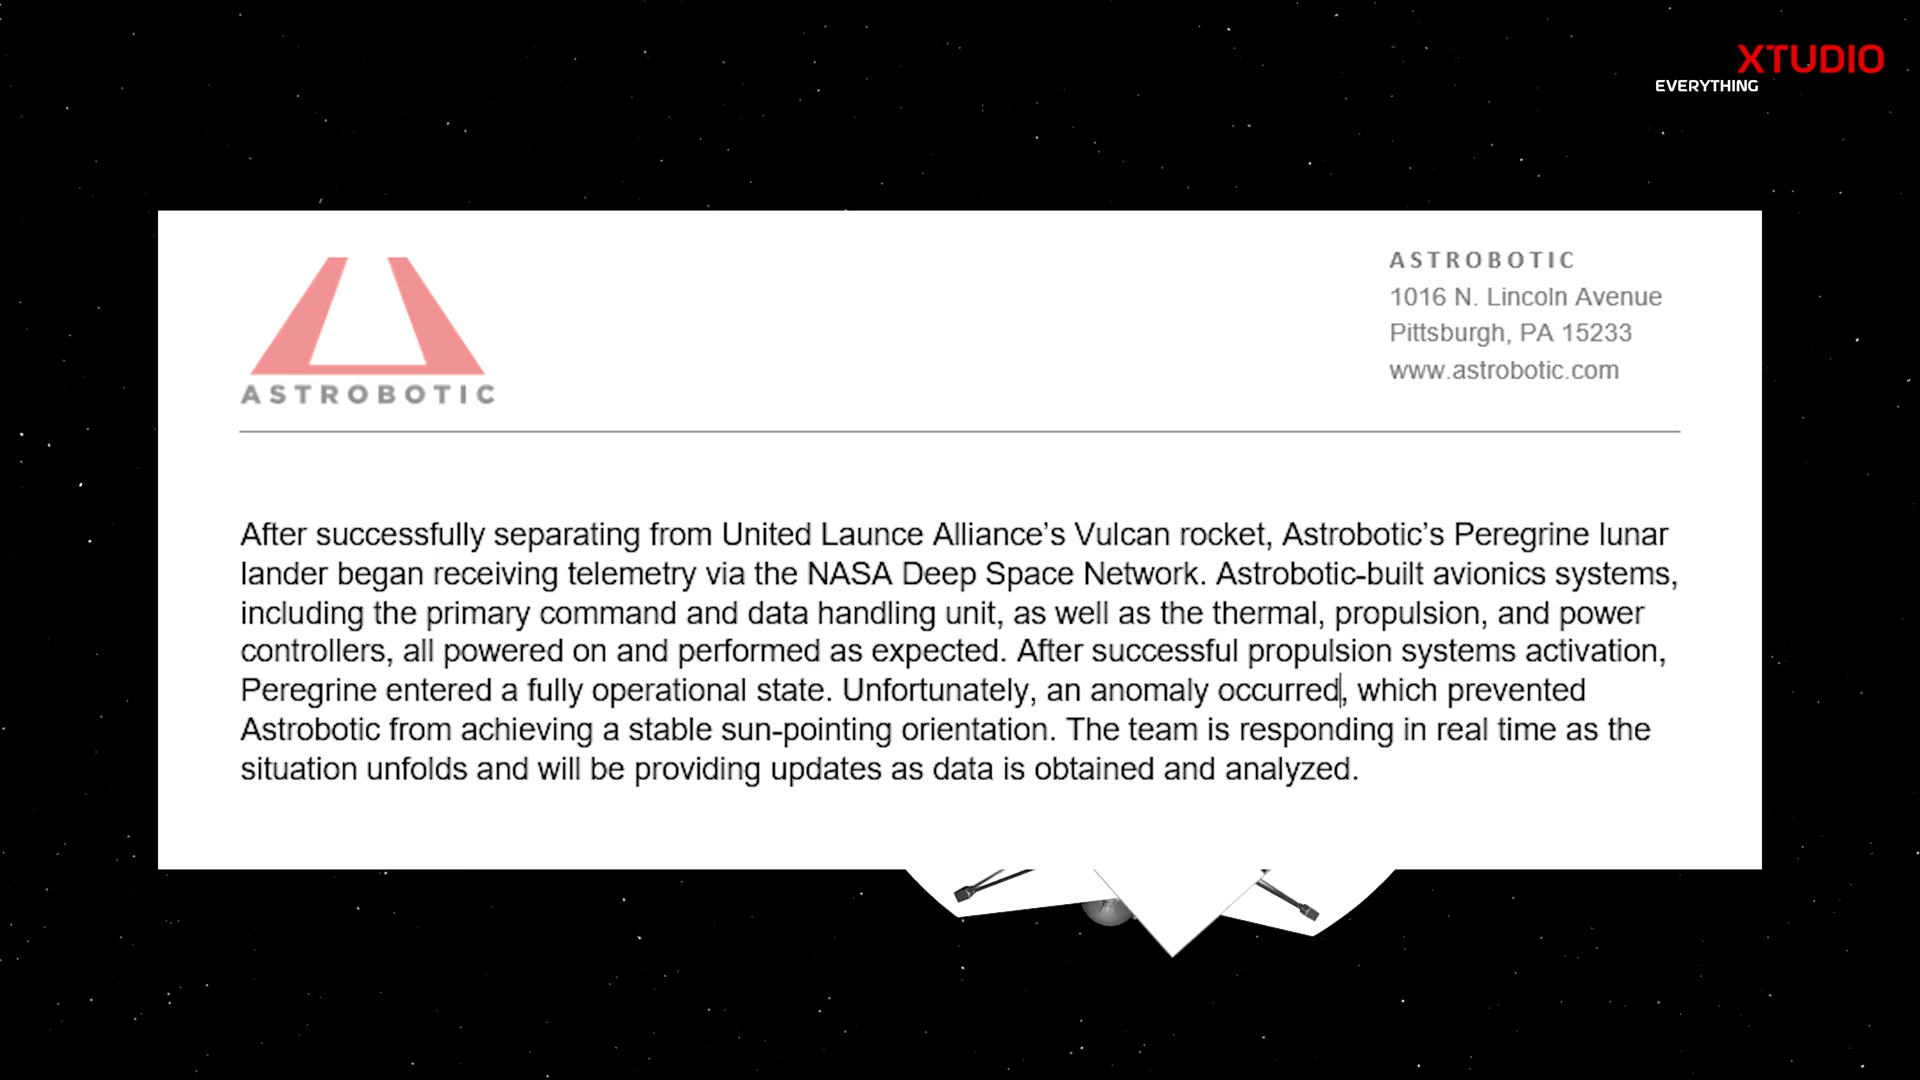 XTUDIO
EVERYTHING
ASTROBOTIC
1016 N. Lincoln Avenue
Pittsburgh, PA 15233
www.astrobotic.com
ASTROBOTIC
After successfully separating from United Launce Alliance’s Vulcan rocket, Astrobotic’s Peregrine lunar
lander began receiving telemetry via the NASA Deep Space Network. Astrobotic-built avionics systems,
including the primary command and data handling unit, as well as the thermal, propulsion, and power
controllers, all powered on and performed as expected. After successful propulsion systems activation,
Peregrine entered a fully operational state. Unfortunately, an anomaly occurred, which prevented
Astrobotic from achieving a stable sun-pointing orientation. The team is responding in real time as the
situation unfolds and will be providing updates as data is obtained and analyzed.